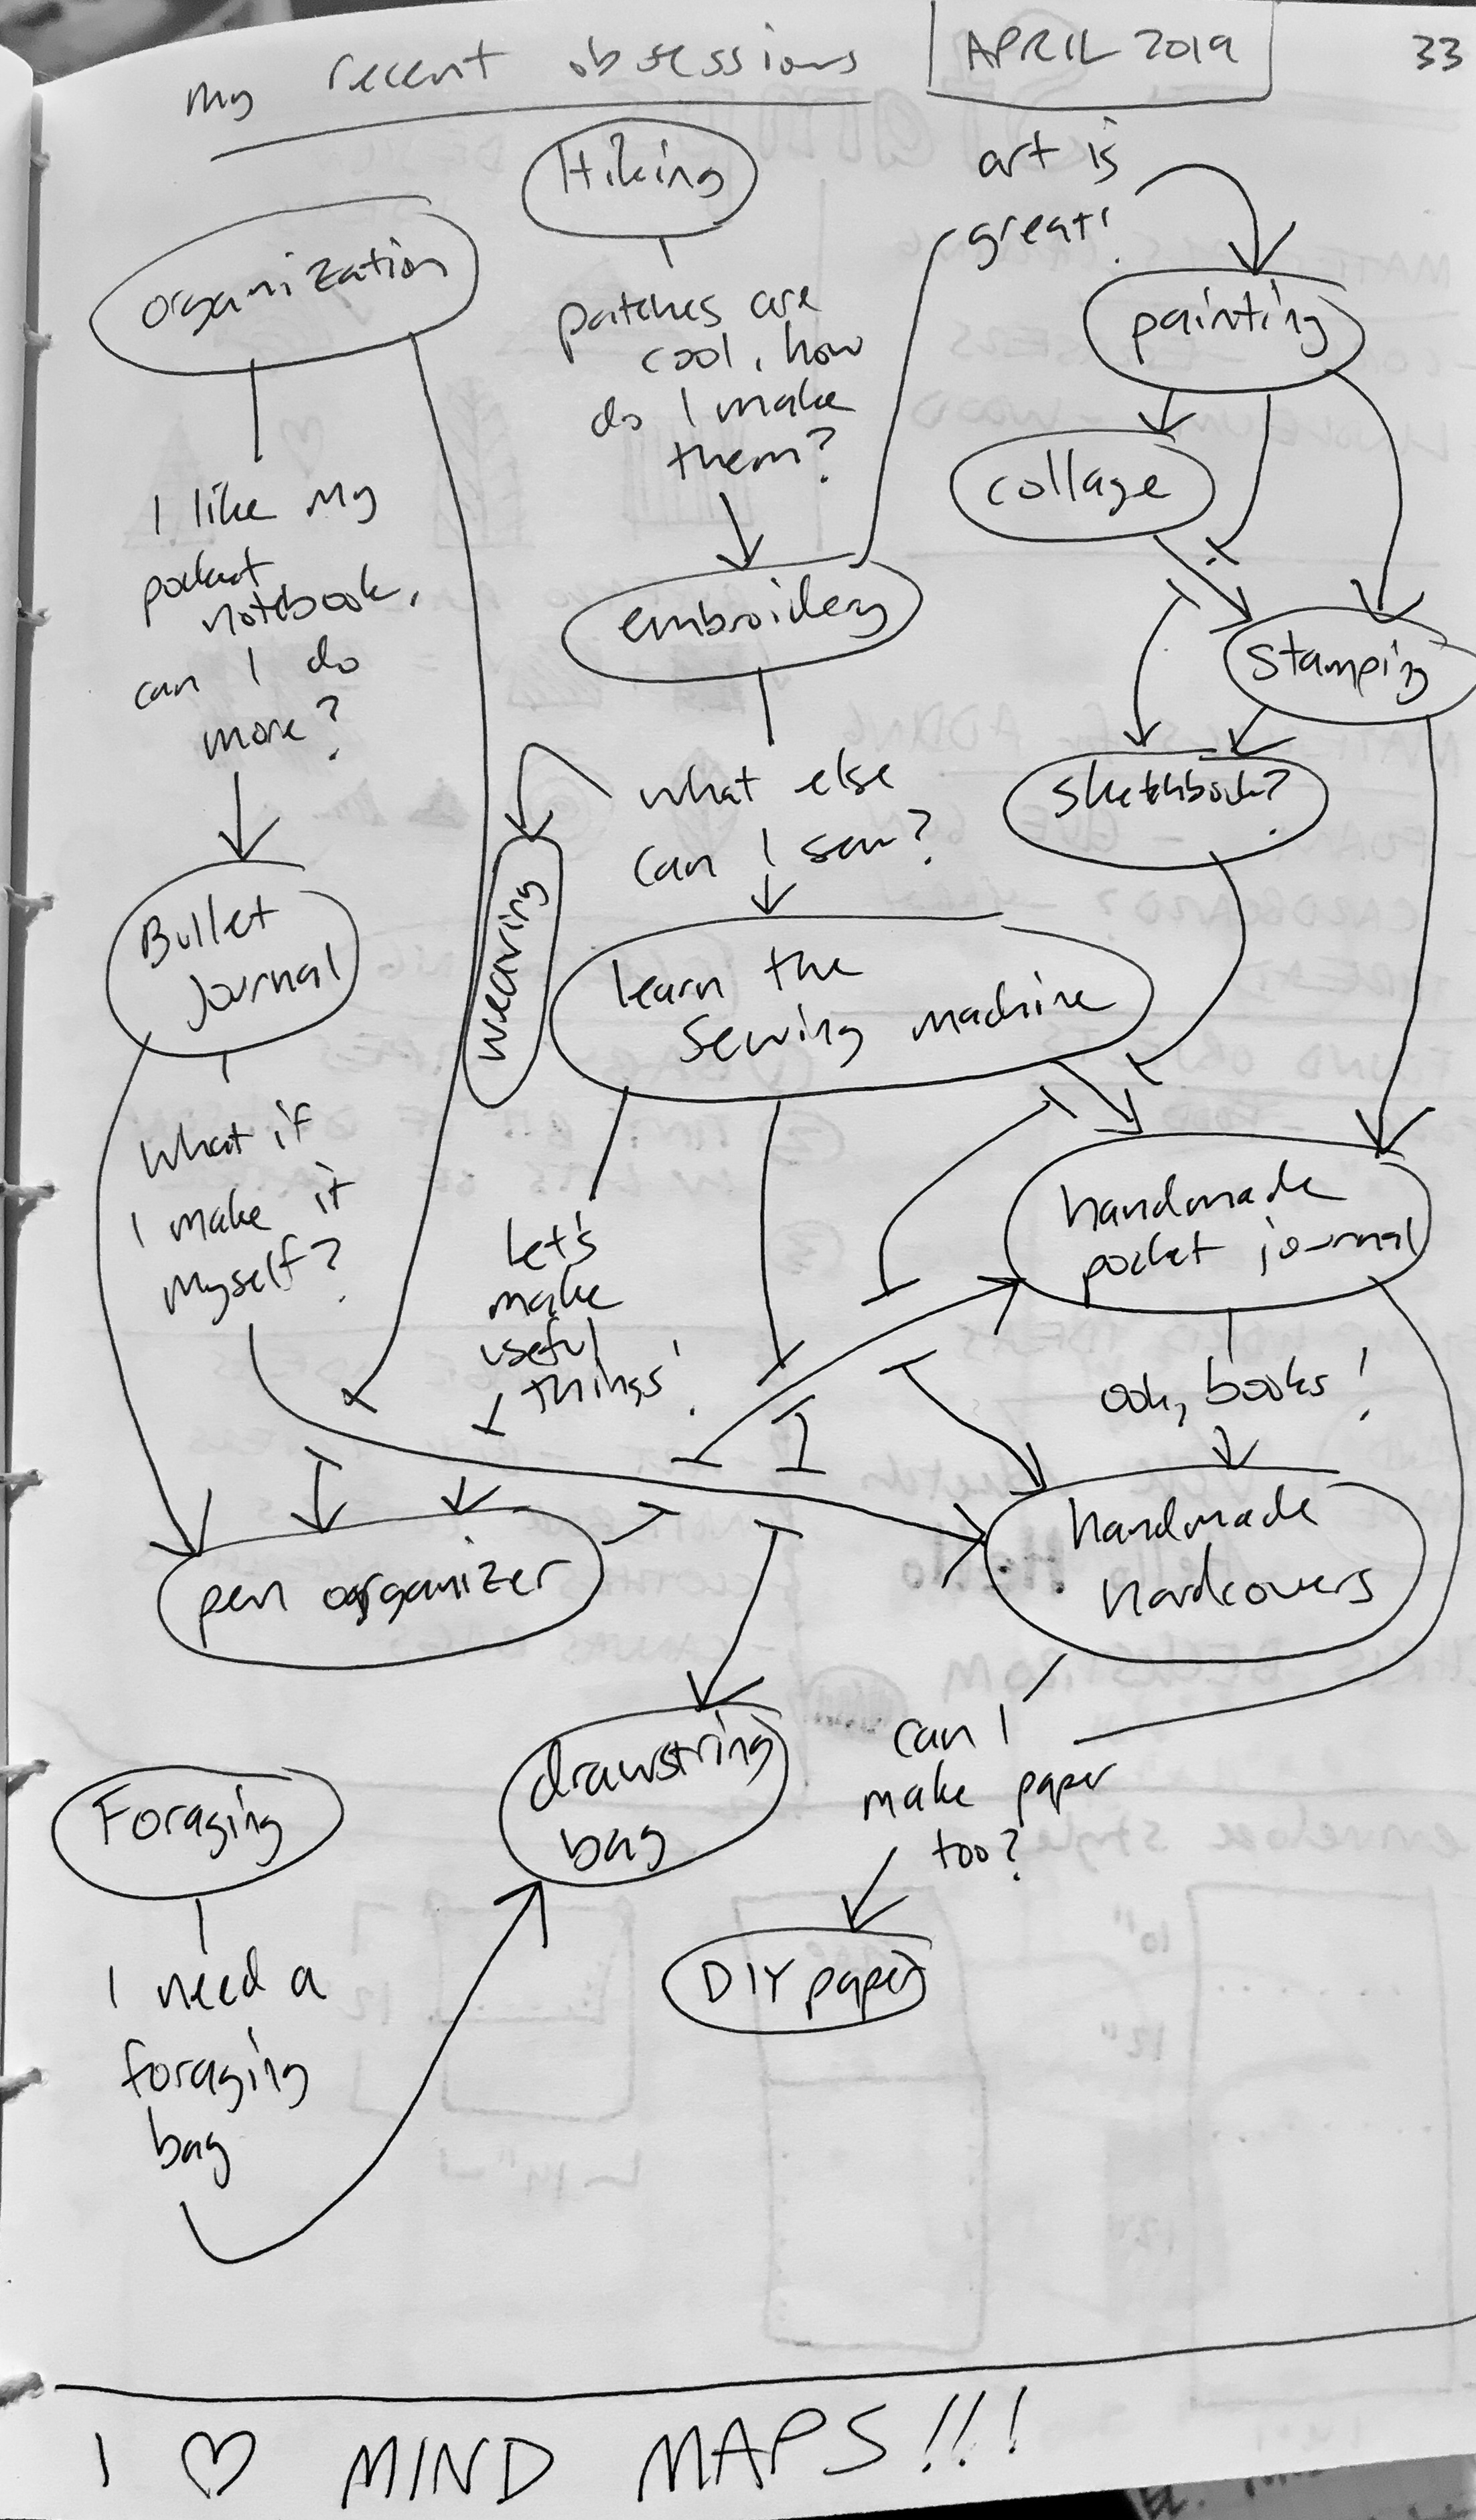 My recent obsessions
APRIL 2019
33
Hiking
art is
great!
organization
patches are
cool, how
do I make
them?
painting
collage
I like my
pocket
notebook,
can I do
more?
embroidery
stamping
what else
can I sew?
sketchbook?
Bullet
Journal
weaving
learn the
sewing machine
What if
I make it
myself?
Let's
make
useful
things!
handmade
pocket journal
ooh, books!
pen organizer
handmade
hardcovers
Foraging
drawstring
bag
can I
make paper
too?
I need a
foraging
bag
DIY paper
I ♡ MIND MAPS!!!